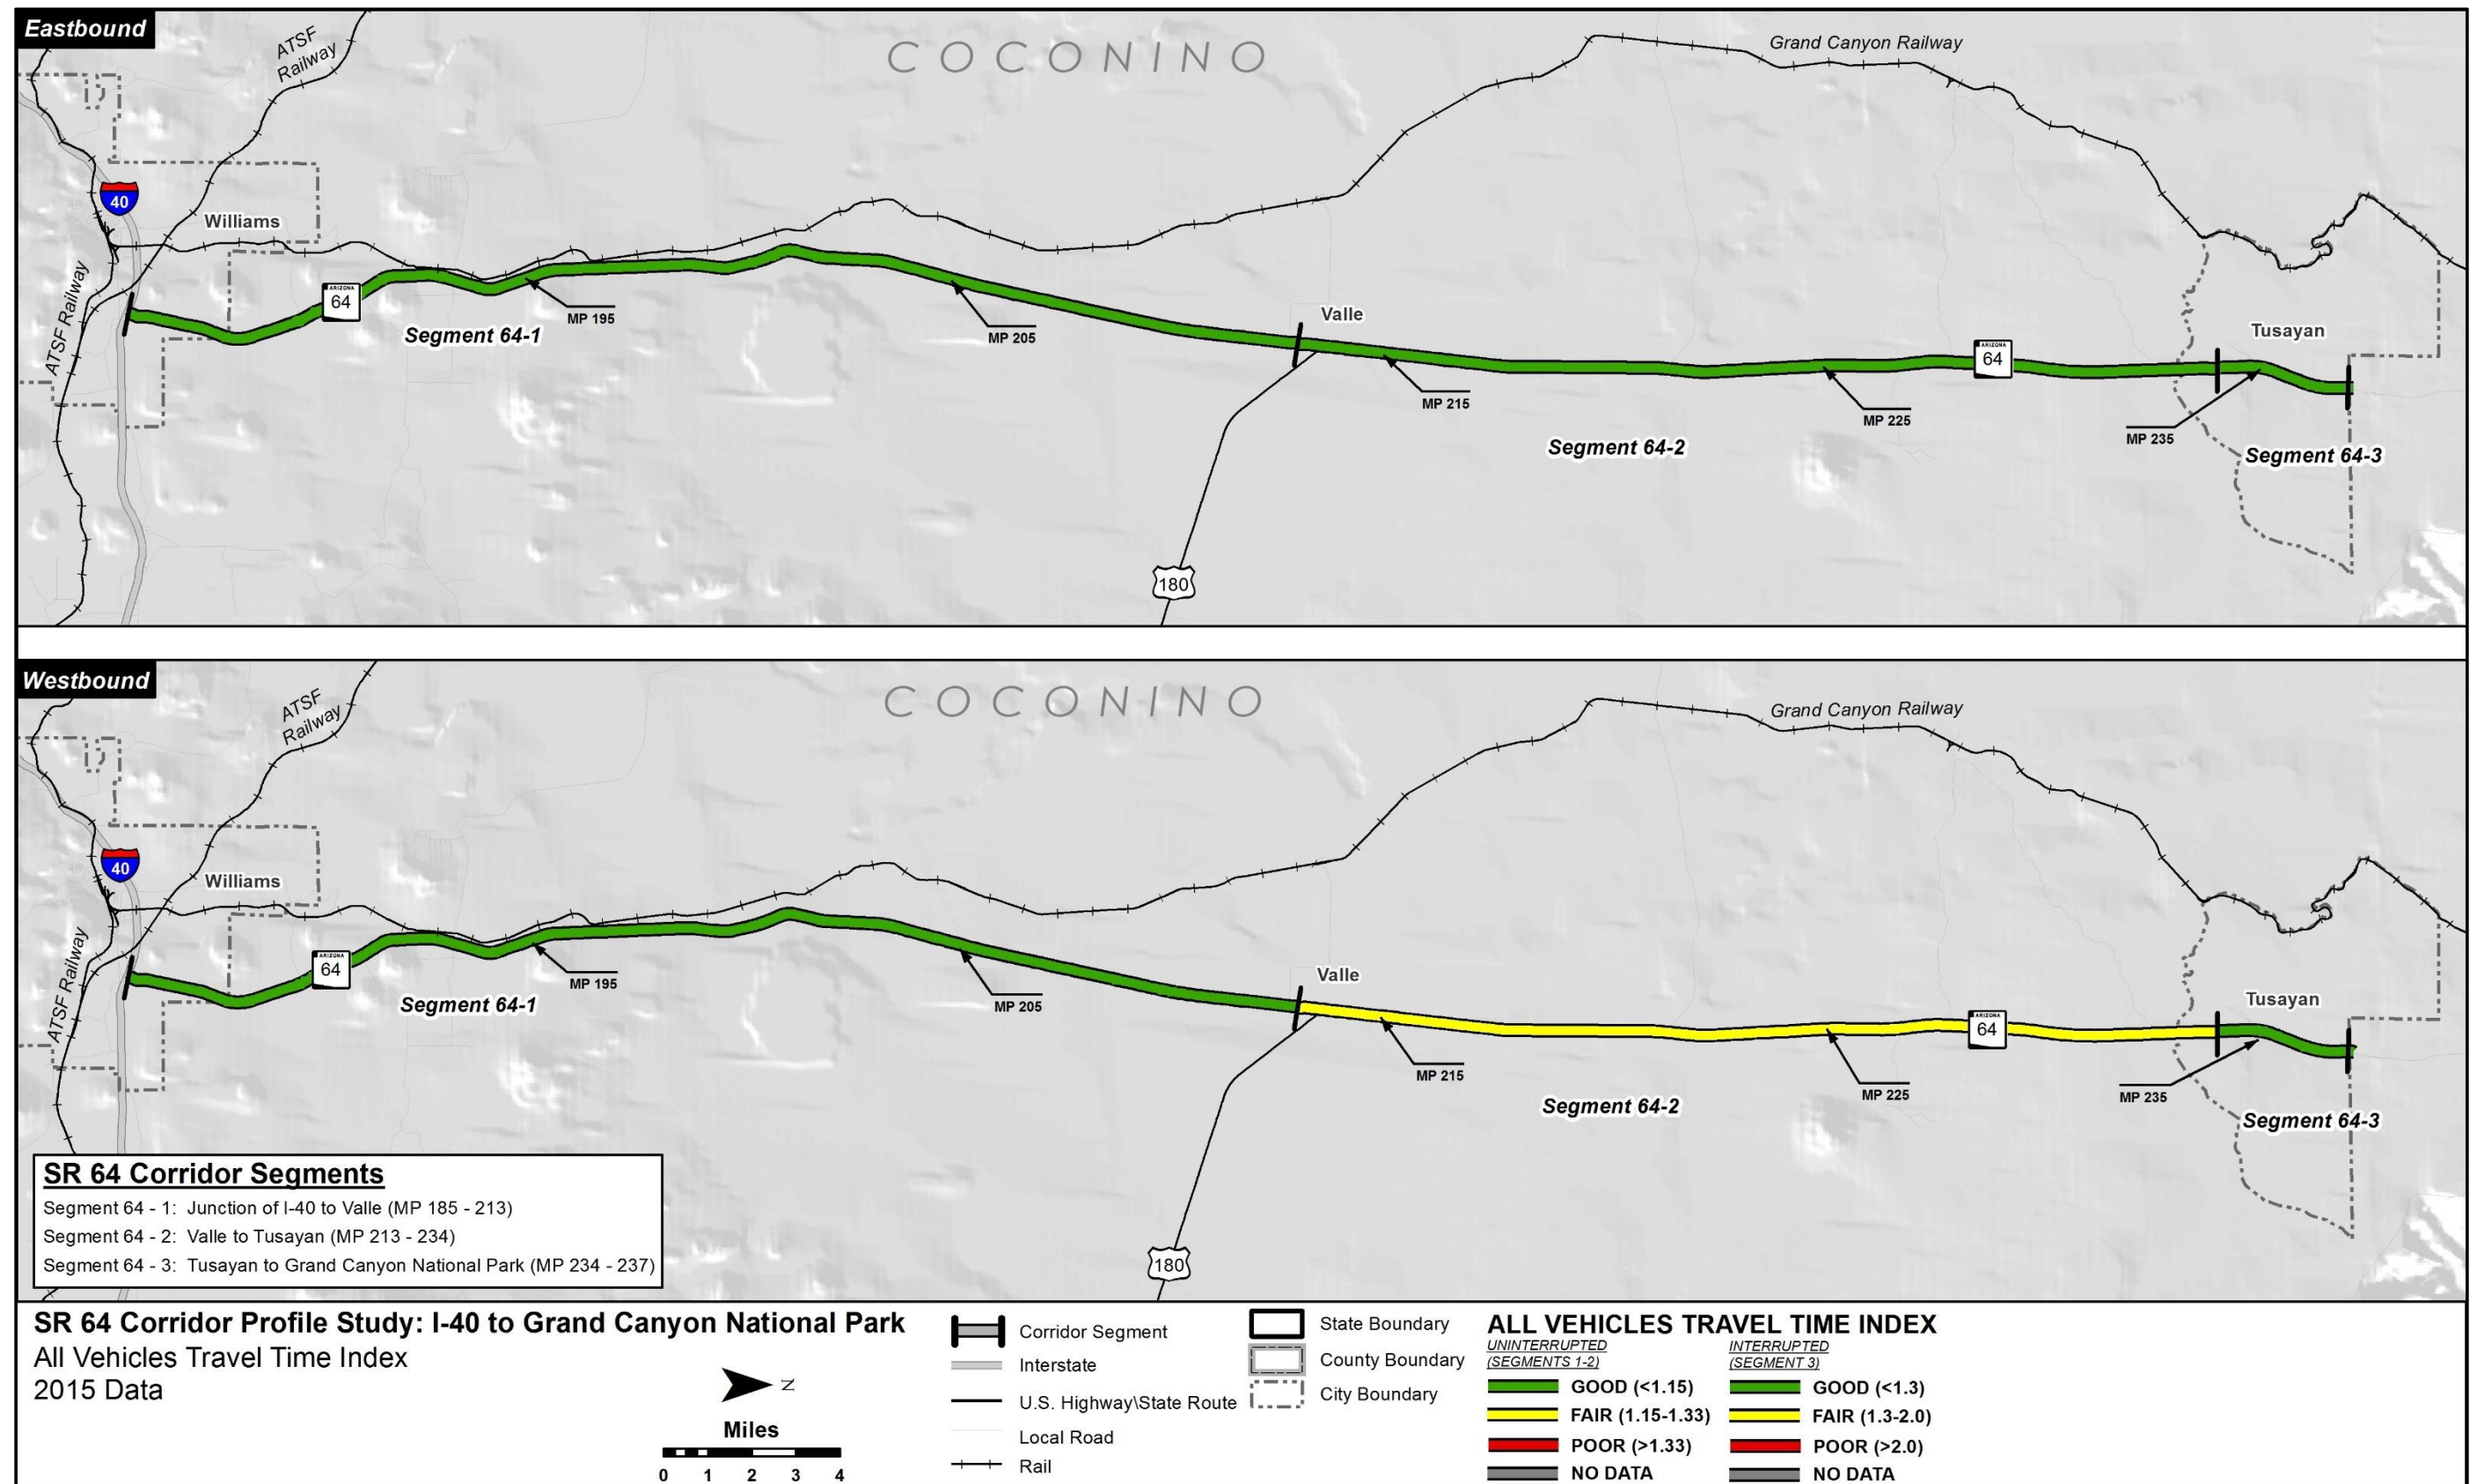 Eastbound
ATSF
Railway
COCONINO
Grand Canyon Railway
40
Williams
ATSF Railway
ARIZONA
64
Segment 64-1
MP 195
MP 205
Valle
MP 215
Segment 64-2
MP 225
ARIZONA
64
Tusayan
MP 235
Segment 64-3
180
Westbound
ATSF
Railway
COCONINO
Grand Canyon Railway
40
Williams
ATSF Railway
ARIZONA
64
Segment 64-1
MP 195
MP 205
Valle
MP 215
Segment 64-2
MP 225
ARIZONA
64
Tusayan
MP 235
Segment 64-3
180
SR 64 Corridor Segments
Segment 64 - 1: Junction of I-40 to Valle (MP 185 - 213)
Segment 64 - 2: Valle to Tusayan (MP 213 - 234)
Segment 64 - 3: Tusayan to Grand Canyon National Park (MP 234 - 237)
SR 64 Corridor Profile Study: I-40 to Grand Canyon National Park
All Vehicles Travel Time Index
2015 Data
N
Miles
0 1 2 3 4
Corridor Segment
Interstate
U.S. Highway\State Route
Local Road
Rail
State Boundary
County Boundary
City Boundary
ALL VEHICLES TRAVEL TIME INDEX
UNINTERRUPTED
(SEGMENTS 1-2)
GOOD (<1.15)
FAIR (1.15-1.33)
POOR (>1.33)
NO DATA
INTERRUPTED
(SEGMENT 3)
GOOD (<1.3)
FAIR (1.3-2.0)
POOR (>2.0)
NO DATA